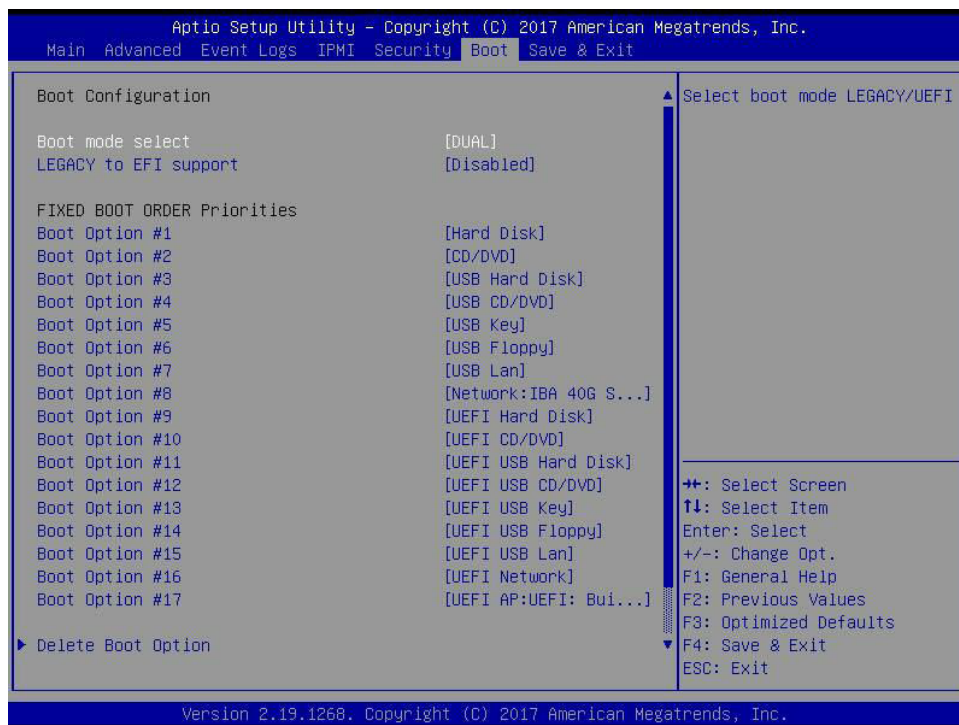 Aptio Setup Utility – Copyright (C) 2017 American Megatrends, Inc.
Main Advanced Event Logs IPMI Security Boot Save & Exit
Boot Configuration
Boot mode select [DUAL]
LEGACY to EFI support [Disabled]
FIXED BOOT ORDER Priorities
Boot Option #1 [Hard Disk]
Boot Option #2 [CD/DVD]
Boot Option #3 [USB Hard Disk]
Boot Option #4 [USB CD/DVD]
Boot Option #5 [USB Key]
Boot Option #6 [USB Floppy]
Boot Option #7 [USB Lan]
Boot Option #8 [Network:IBA 40G S...]
Boot Option #9 [UEFI Hard Disk]
Boot Option #10 [UEFI CD/DVD]
Boot Option #11 [UEFI USB Hard Disk]
Boot Option #12 [UEFI USB CD/DVD]
Boot Option #13 [UEFI USB Key]
Boot Option #14 [UEFI USB Floppy]
Boot Option #15 [UEFI USB Lan]
Boot Option #16 [UEFI Network]
Boot Option #17 [UEFI AP:UEFI: Bui...]
Delete Boot Option
Select boot mode LEGACY/UEFI
→←: Select Screen
↑↓: Select Item
Enter: Select
+/-: Change Opt.
F1: General Help
F2: Previous Values
F3: Optimized Defaults
F4: Save & Exit
ESC: Exit
Version 2.19.1268. Copyright (C) 2017 American Megatrends, Inc.